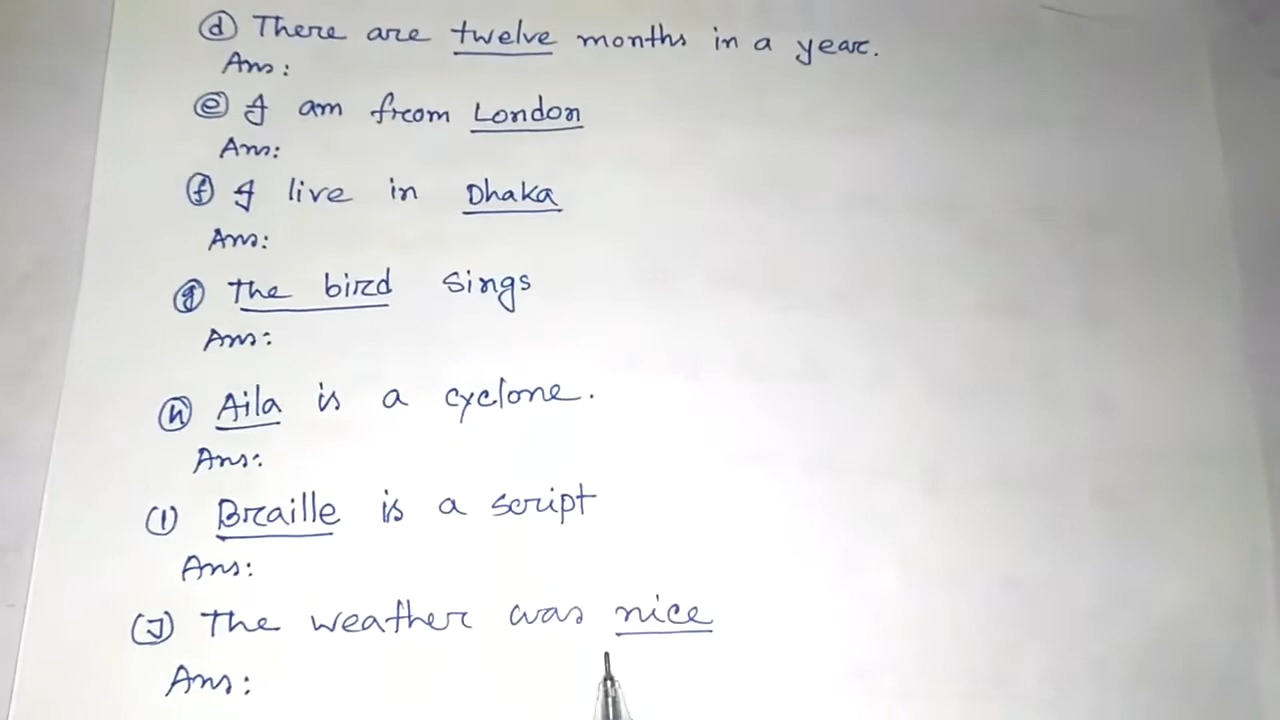 (d) There are twelve months in a year.
Ans:
(e) I am from London
Ans:
(f) I live in Dhaka
Ans:
(g) The bird sings
Ans:
(h) Aila is a cyclone.
Ans:
(i) Braille is a script
Ans:
(J) The weather was nice
Ans: